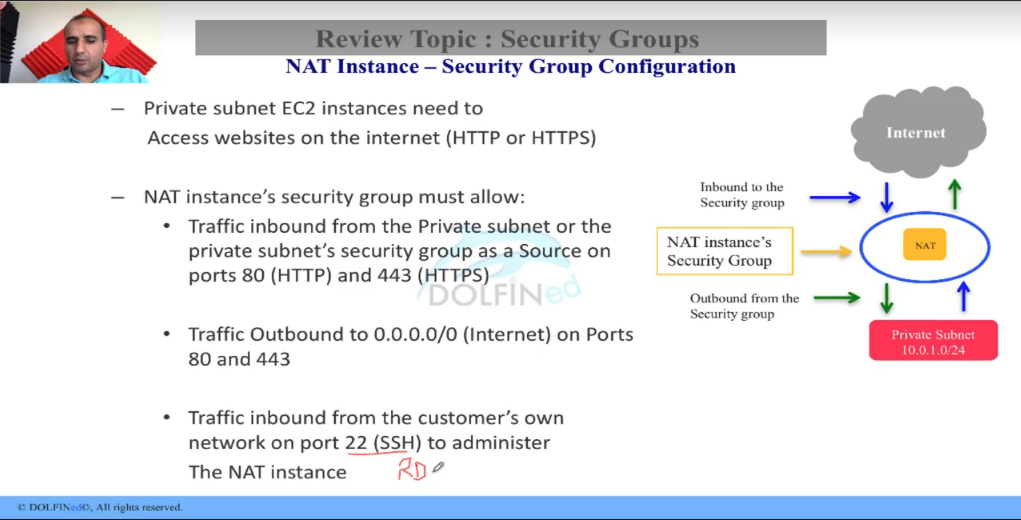 Review Topic : Security Groups
NAT Instance – Security Group Configuration
– Private subnet EC2 instances need to
Access websites on the internet (HTTP or HTTPS)
– NAT instance's security group must allow:
• Traffic inbound from the Private subnet or the
private subnet's security group as a Source on
ports 80 (HTTP) and 443 (HTTPS)
• Traffic Outbound to 0.0.0.0/0 (Internet) on Ports
80 and 443
• Traffic inbound from the customer's own
network on port 22 (SSH) to administer
The NAT instance
RD
DOLFINed
Internet
Inbound to the
Security group
NAT instance's
Security Group
NAT
Outbound from the
Security group
Private Subnet
10.0.1.0/24
© DOLFINed©, All rights reserved.